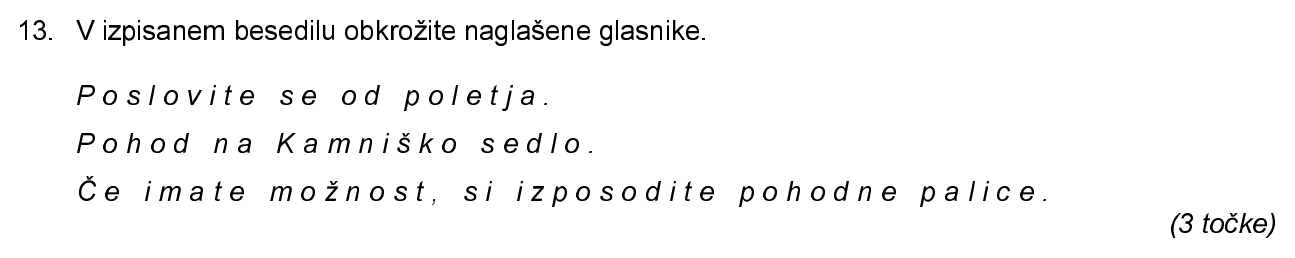 13. V izpisanem besedilu obkrožite naglašene glasnike.
P o s l o v i t e   s e   o d   p o l e t j a .
P o h o d   n a   K a m n i š k o   s e d l o .
Č e   i m a t e   m o ž n o s t ,   s i   i z p o s o d i t e   p o h o d n e   p a l i c e .
(3 točke)